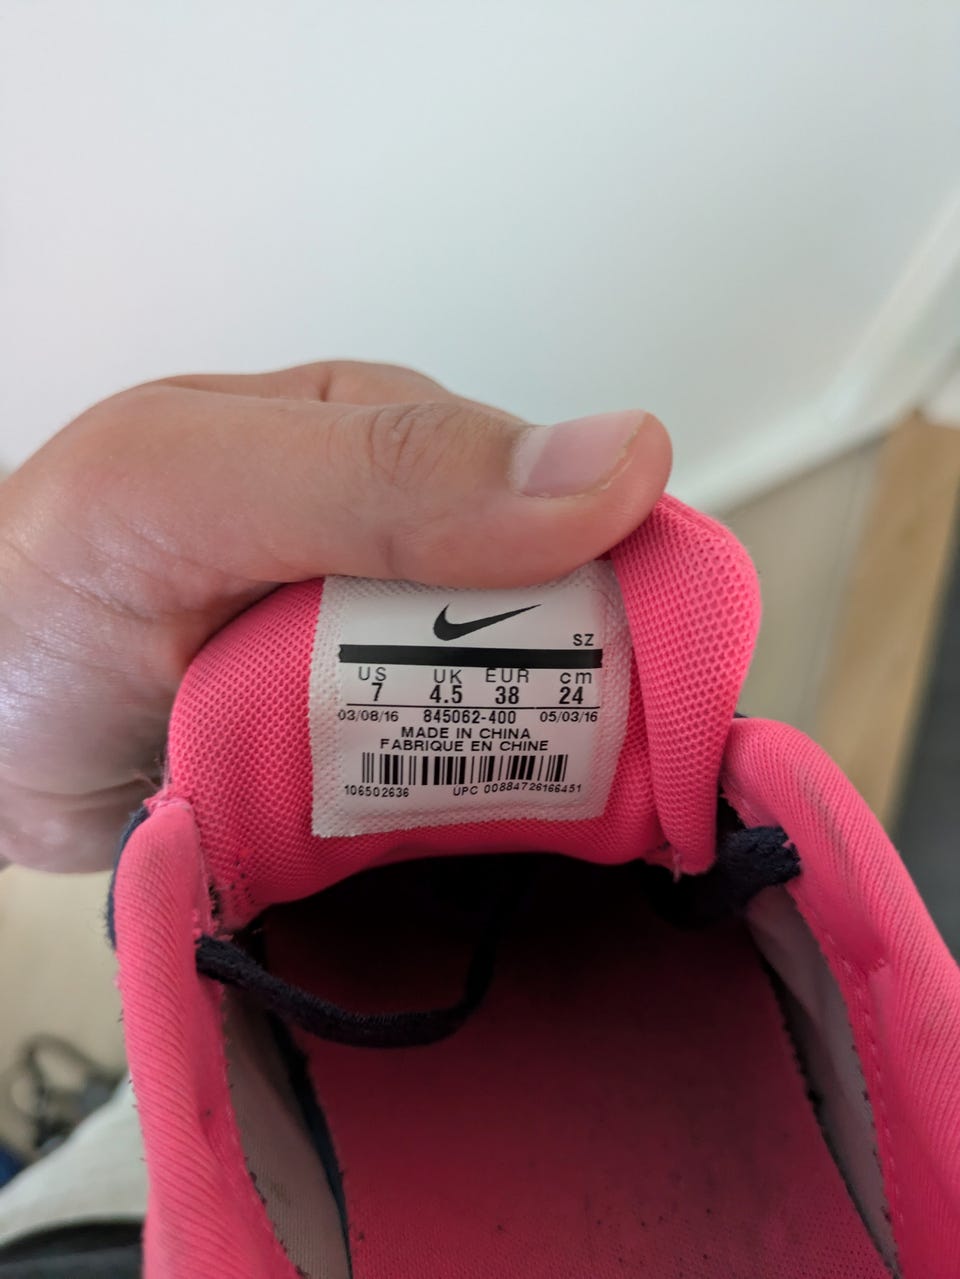 SZ
US UK EUR cm
7 4.5 38 24
03/08/16 845062-400 05/03/16
MADE IN CHINA
FABRIQUE EN CHINE
106502636 UPC 00884726166451